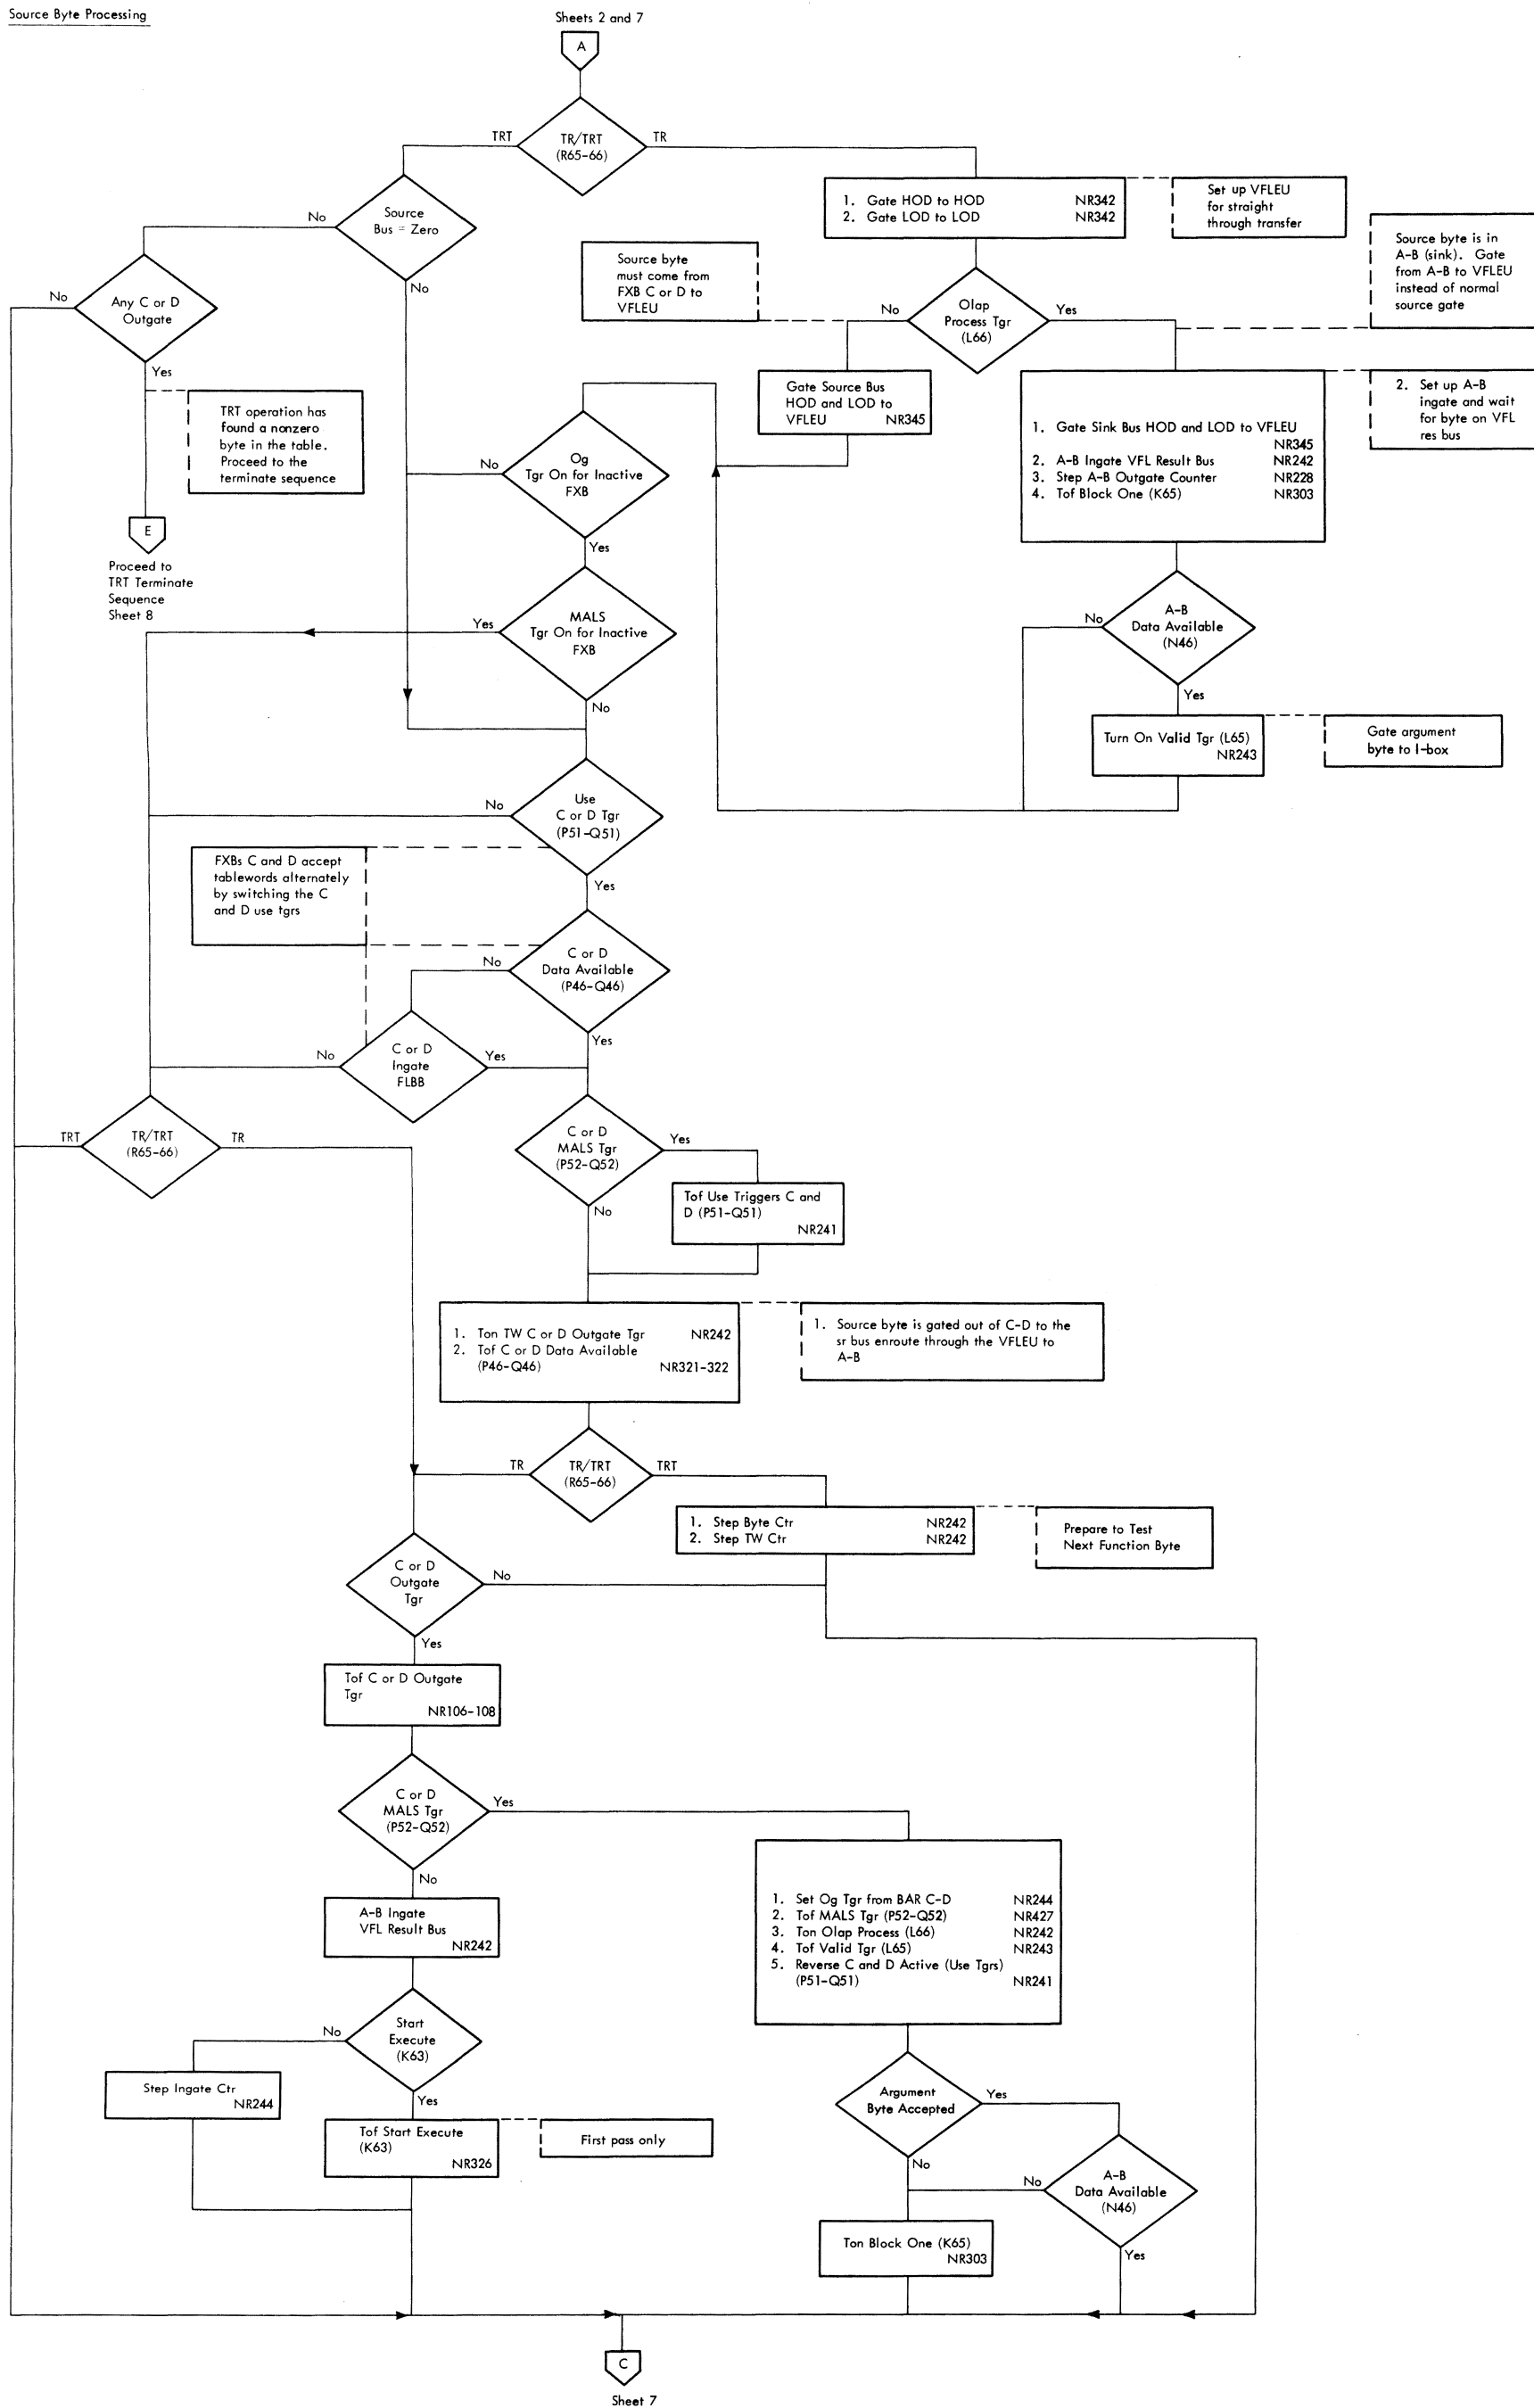 Source Byte Processing
Sheets 2 and 7
A
TRT
TR/TRT
(R65-66)
TR
Source
Bus = Zero
No
No
1. Gate HOD to HOD NR342
2. Gate LOD to LOD NR342
Set up VFLEU
for straight
through transfer
Source byte is in
A-B (sink). Gate
from A-B to VFLEU
instead of normal
source gate
Source byte
must come from
FXB C or D to
VFLEU
No
Any C or D
Outgate
Yes
No
Olap
Process Tgr
(L66)
Yes
TRT operation has
found a nonzero
byte in the table.
Proceed to the
terminate sequence
Gate Source Bus
HOD and LOD to
VFLEU NR345
1. Gate Sink Bus HOD and LOD to VFLEU
NR345
2. A-B Ingate VFL Result Bus NR242
3. Step A-B Outgate Counter NR228
4. Tof Block One (K65) NR303
2. Set up A-B
ingate and wait
for byte on VFL
res bus
No
Og
Tgr On for Inactive
FXB
Yes
E
Proceed to
TRT Terminate
Sequence
Sheet 8
Yes
MALS
Tgr On for Inactive
FXB
No
No
A-B
Data Available
(N46)
Yes
Turn On Valid Tgr (L65)
NR243
Gate argument
byte to I-box
No
Use
C or D Tgr
(P51-Q51)
Yes
FXBs C and D accept
tablewords alternately
by switching the C
and D use tgrs
No
C or D
Data Available
(P46-Q46)
Yes
No
C or D
Ingate
FLBB
Yes
TRT
TR/TRT
(R65-66)
TR
C or D
MALS Tgr
(P52-Q52)
Yes
No
Tof Use Triggers C and
D (P51-Q51)
NR241
1. Ton TW C or D Outgate Tgr NR242
2. Tof C or D Data Available
(P46-Q46) NR321-322
1. Source byte is gated out of C-D to the
sr bus enroute through the VFLEU to
A-B
TR
TR/TRT
(R65-66)
TRT
1. Step Byte Ctr NR242
2. Step TW Ctr NR242
Prepare to Test
Next Function Byte
C or D
Outgate
Tgr
No
Yes
Tof C or D Outgate
Tgr
NR106-108
C or D
MALS Tgr
(P52-Q52)
Yes
No
A-B Ingate
VFL Result Bus
NR242
1. Set Og Tgr from BAR C-D NR244
2. Tof MALS Tgr (P52-Q52) NR427
3. Ton Olap Process (L66) NR242
4. Tof Valid Tgr (L65) NR243
5. Reverse C and D Active (Use Tgrs)
(P51-Q51) NR241
No
Start
Execute
(K63)
Yes
Step Ingate Ctr
NR244
Tof Start Execute
(K63)
NR326
First pass only
Argument
Byte Accepted
Yes
No
No
A-B
Data Available
(N46)
Yes
Ton Block One (K65)
NR303
C
Sheet 7